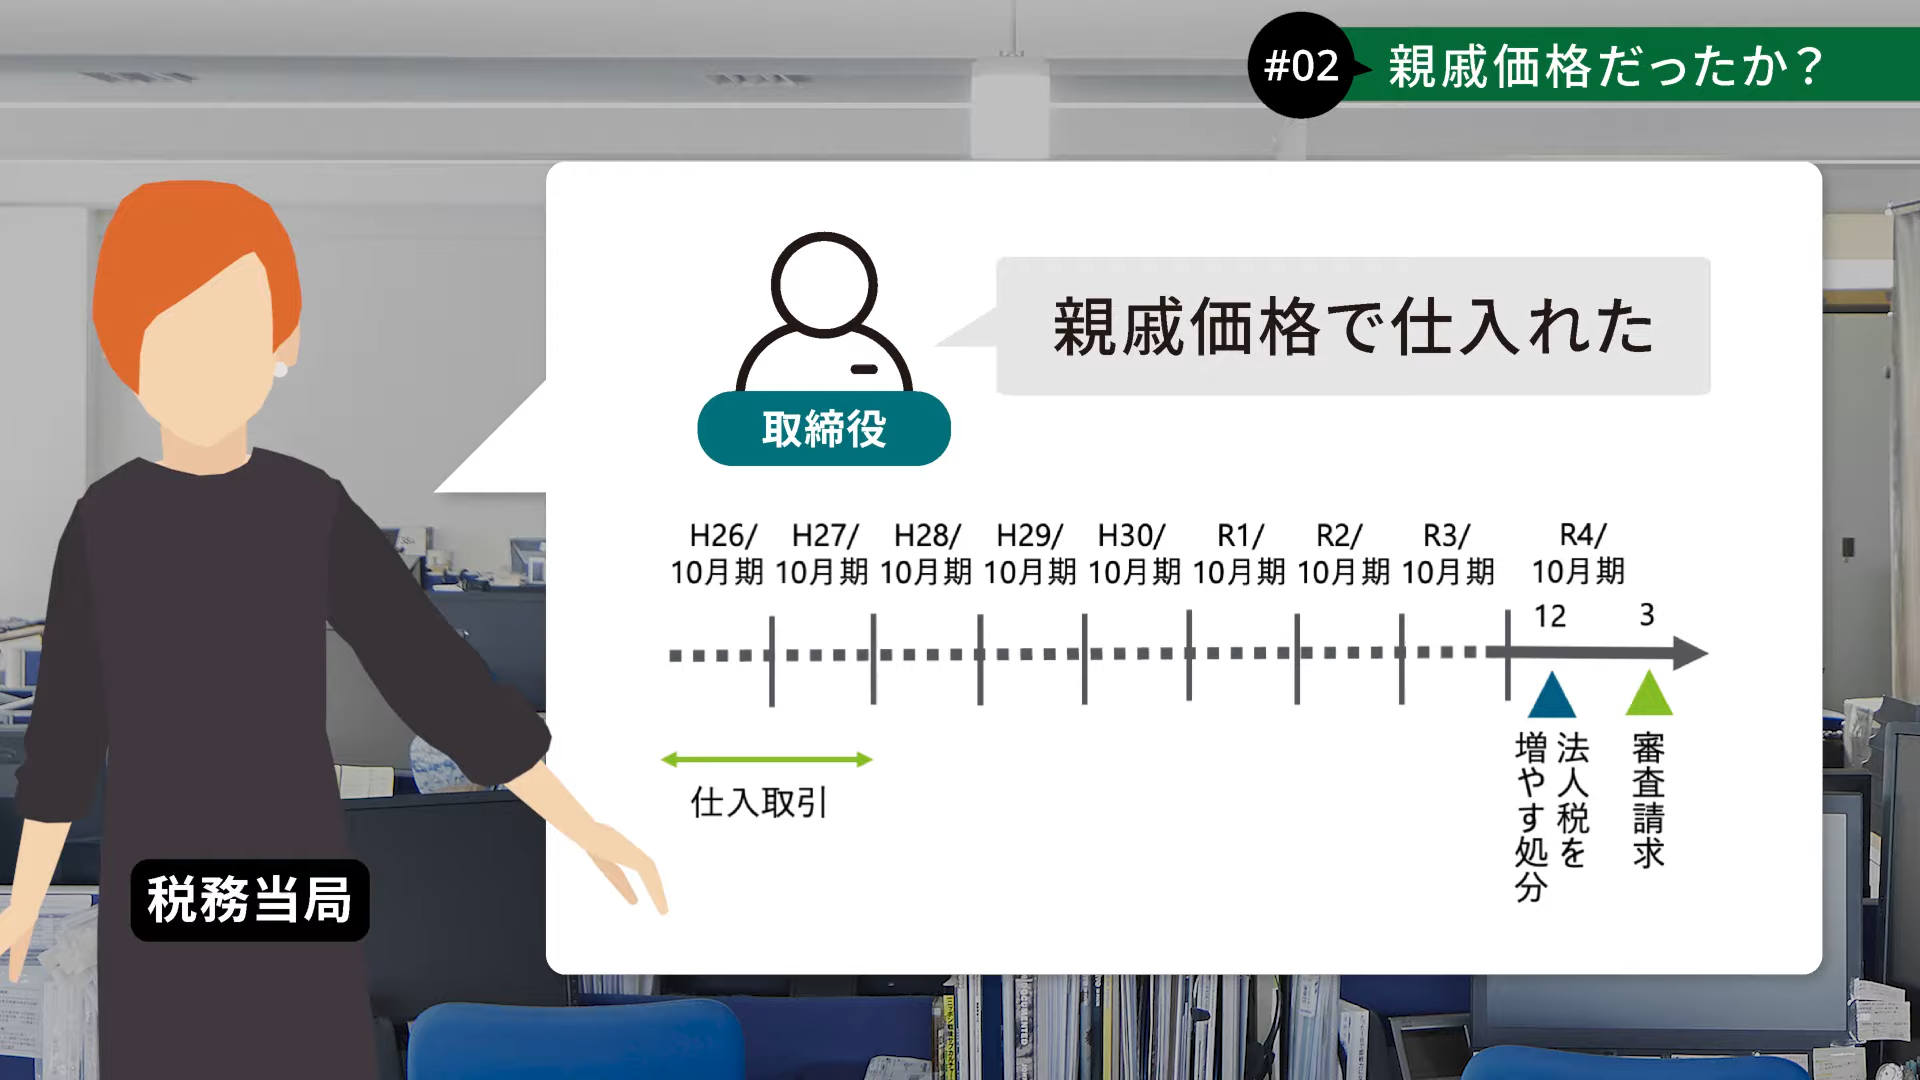 #02
親戚価格だったか？
親戚価格で仕入れた
取締役
H26/
10月期
H27/
10月期
H28/
10月期
H29/
10月期
H30/
10月期
R1/
10月期
R2/
10月期
R3/
10月期
R4/
10月期
12
3
仕入取引
法人税を
増やす処分
審査請求
税務当局